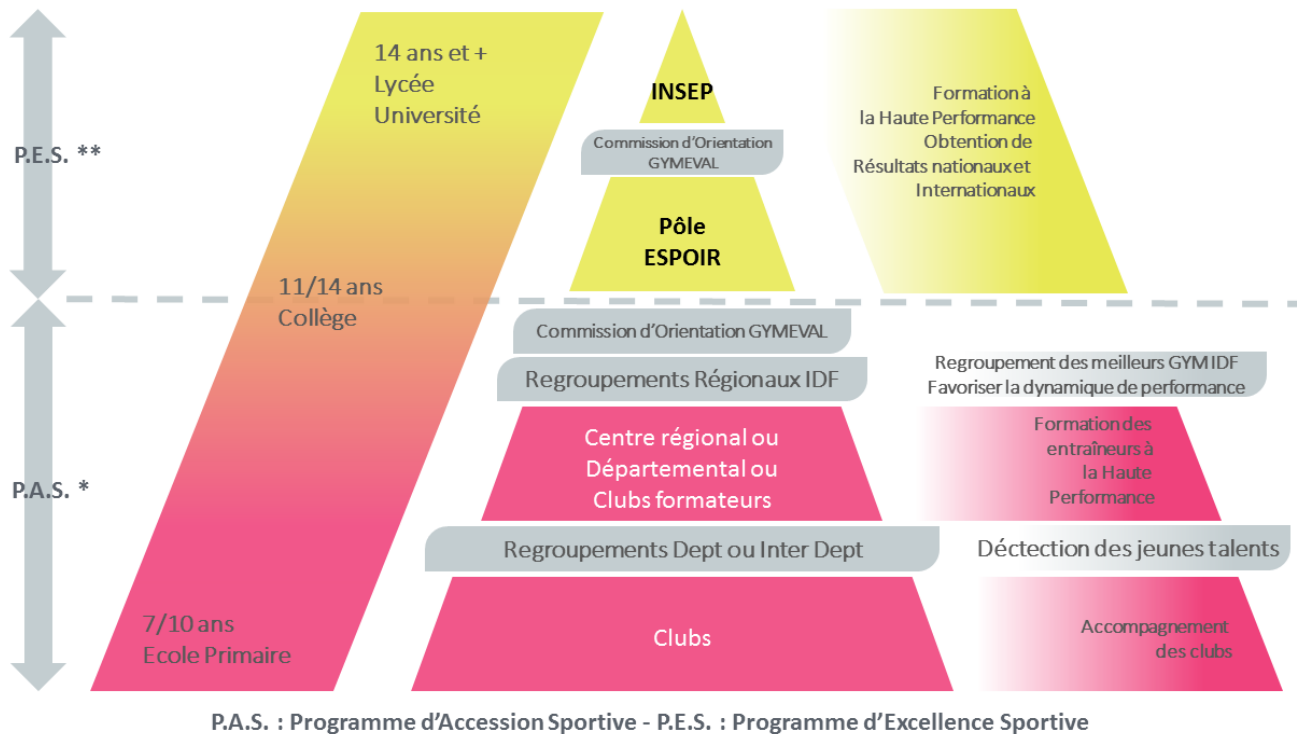 14 ans et +
Lycée
Université
P.E.S. **
11/14 ans
Collège
P.A.S. *
7/10 ans
Ecole Primaire
INSEP
Commission d'Orientation
GYMEVAL
Pôle
ESPOIR
Commission d'Orientation GYMEVAL
Regroupements Régionaux IDF
Centre régional ou
Départemental ou
Clubs formateurs
Regroupements Dept ou Inter Dept
Clubs
Formation à
la Haute Performance
Obtention de
Résultats nationaux et
Internationaux
Regroupement des meilleurs GYM IDF
Favoriser la dynamique de performance
Formation des
entraîneurs à
la Haute
Performance
Déctection des jeunes talents
Accompagnement
des clubs
P.A.S. : Programme d'Accession Sportive - P.E.S. : Programme d'Excellence Sportive